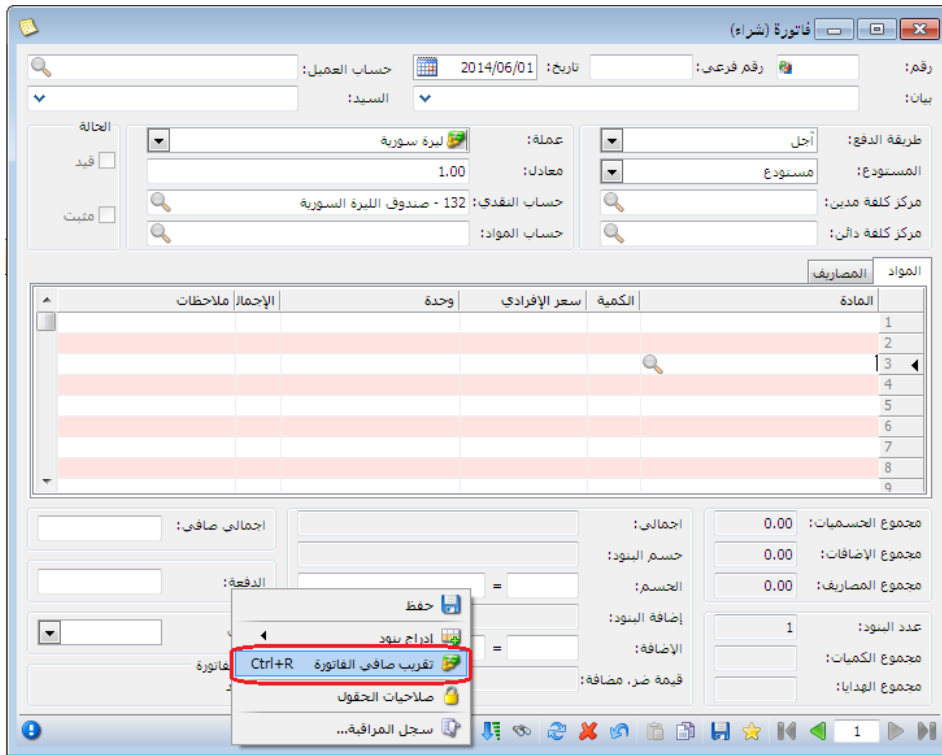 فاتورة (شراء)
رقم: رقم فرعي: تاريخ: 2014/06/01 حساب العميل:
بيان: السيد:
طريقة الدفع: آجل عملة: ليرة سورية الحالة
المستودع: مستودع معادل: 1.00 قيد
مركز كلفة مدين: حساب النقدي: 132 - صندوق الليرة السورية
مركز كلفة دائن: حساب المواد: مثبت
المواد المصاريف
المادة الكمية سعر الإفرادي وحدة الإجمال ملاحظات
1
2
3
4
5
6
7
8
9
مجموع الحسميات: 0.00 اجمالي: اجمالي صافي:
مجموع الإضافات: 0.00 حسم البنود:
مجموع المصاريف: 0.00 الحسم: = الدفعة:
إضافة البنود:
عدد البنود: 1 الإضافة: =
مجموع الكميات: قيمة ضر. مضافة:
مجموع الهدايا:
حفظ
إدراج بنود
تقريب صافي الفاتورة Ctrl+R
صلاحيات الحقول
سجل المراقبة...
1